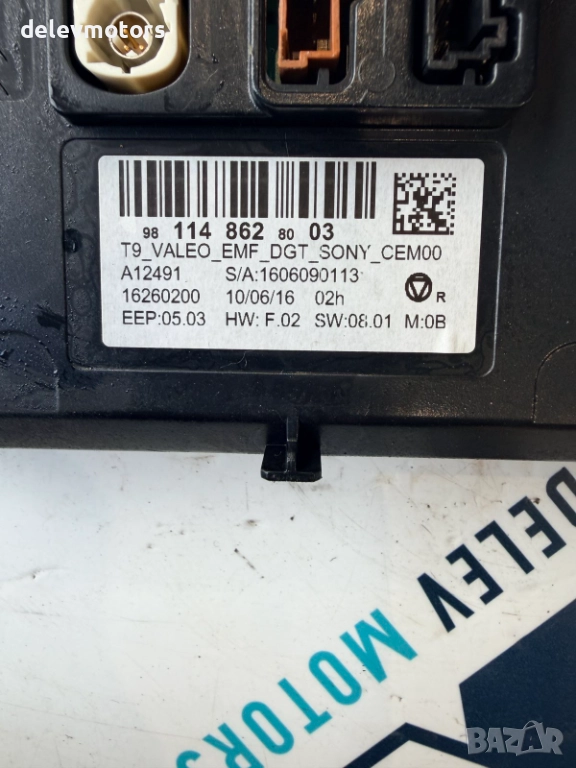 delevmotors
98 114 862 80 03
T9_VALEO_EMF_DGT_SONY_CEM00
A12491 S/A:1606090113
16260200 10/06/16 02h
R
EEP:05.03 HW: F.02 SW:08.01 M:0B
DELEV MOTORS
BAZAR